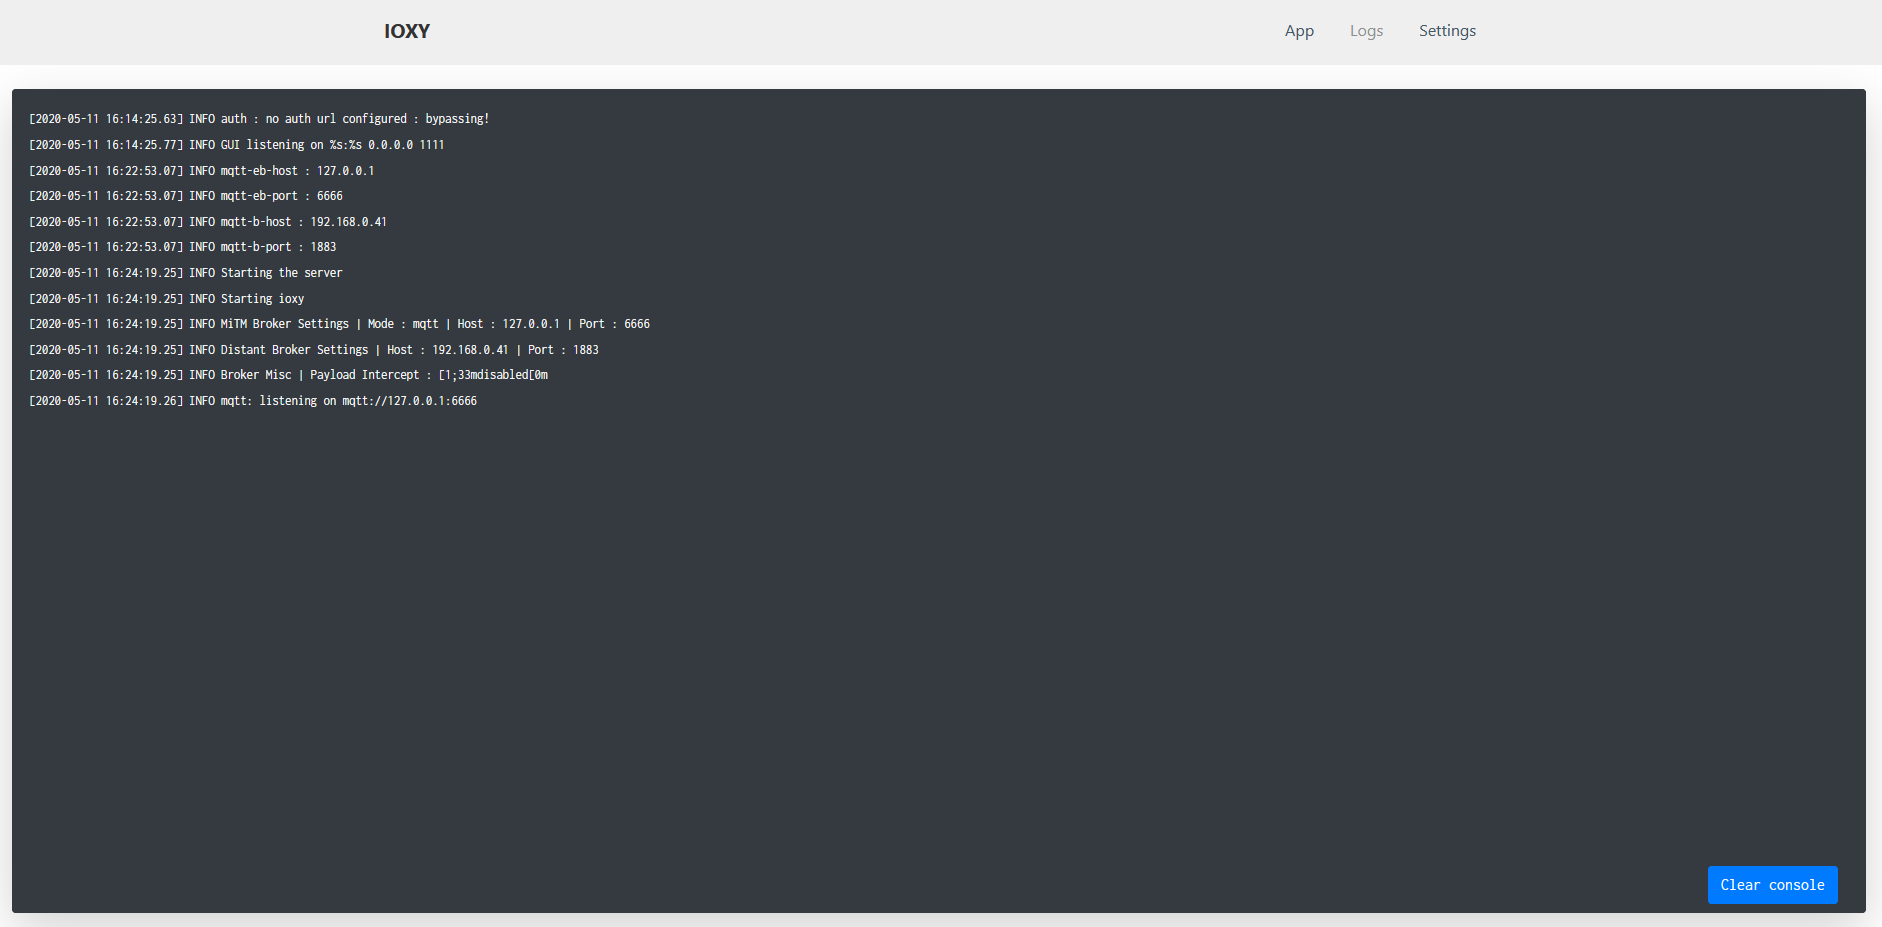 IOXY App Logs Settings
[2020-05-11 16:14:25.63] INFO auth : no auth url configured : bypassing!
[2020-05-11 16:14:25.77] INFO GUI listening on %s:%s 0.0.0.0 1111
[2020-05-11 16:22:53.07] INFO mqtt-eb-host : 127.0.0.1
[2020-05-11 16:22:53.07] INFO mqtt-eb-port : 6666
[2020-05-11 16:22:53.07] INFO mqtt-b-host : 192.168.0.41
[2020-05-11 16:22:53.07] INFO mqtt-b-port : 1883
[2020-05-11 16:24:19.25] INFO Starting the server
[2020-05-11 16:24:19.25] INFO Starting ioxy
[2020-05-11 16:24:19.25] INFO MiTM Broker Settings | Mode : mqtt | Host : 127.0.0.1 | Port : 6666
[2020-05-11 16:24:19.25] INFO Distant Broker Settings | Host : 192.168.0.41 | Port : 1883
[2020-05-11 16:24:19.25] INFO Broker Misc | Payload Intercept : [1;33mdisabled[0m
[2020-05-11 16:24:19.26] INFO mqtt: listening on mqtt://127.0.0.1:6666
Clear console